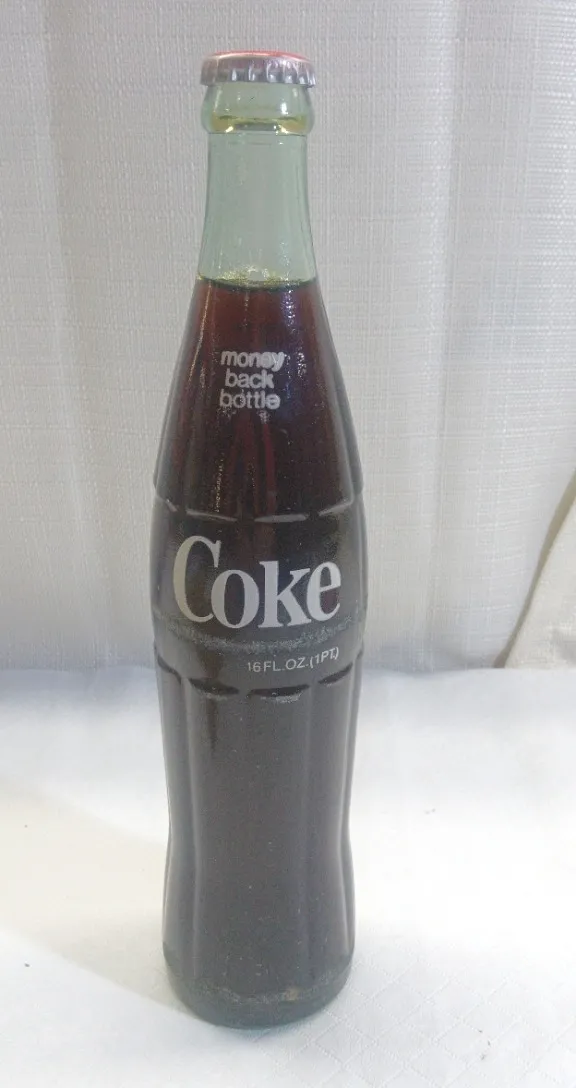 money
back
bottle
Coke
16 FL.OZ.(1PT.)